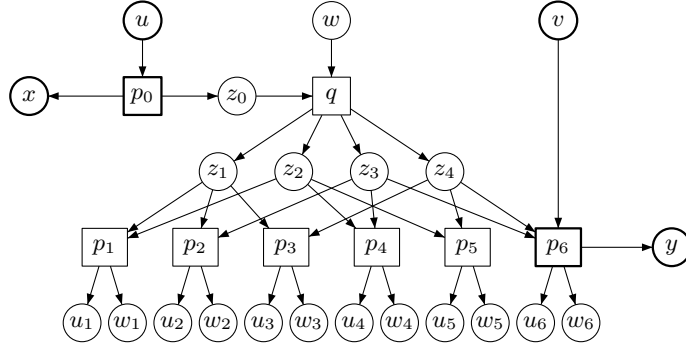 u w v
x p₀ z₀ q
z₁ z₂ z₃ z₄
p₁ p₂ p₃ p₄ p₅ p₆ y
u₁ w₁ u₂ w₂ u₃ w₃ u₄ w₄ u₅ w₅ u₆ w₆